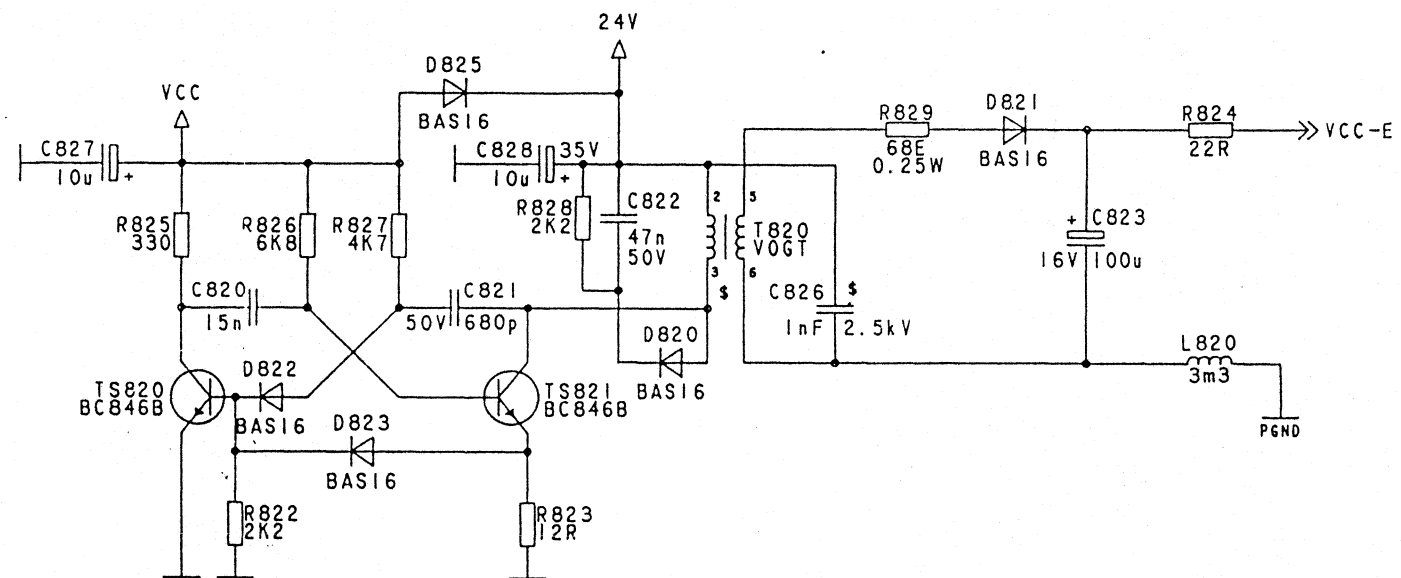 24V
D825
BAS16
VCC
C827
10u
+
C828
35V
10u
+
R829
68E
0.25W
D821
BAS16
R824
22R
VCC-E
R825
330
R826
6K8
R827
4K7
R828
2K2
C822
47n
50V
2
5
3
6
$
T820
VOGT
+
C823
16V
100u
C820
15n
C821
50V
680p
C826
$
1nF
2.5kV
D820
BAS16
L820
3m3
PGND
TS820
BC846B
D822
BAS16
TS821
BC846B
D823
BAS16
R822
2K2
R823
12R